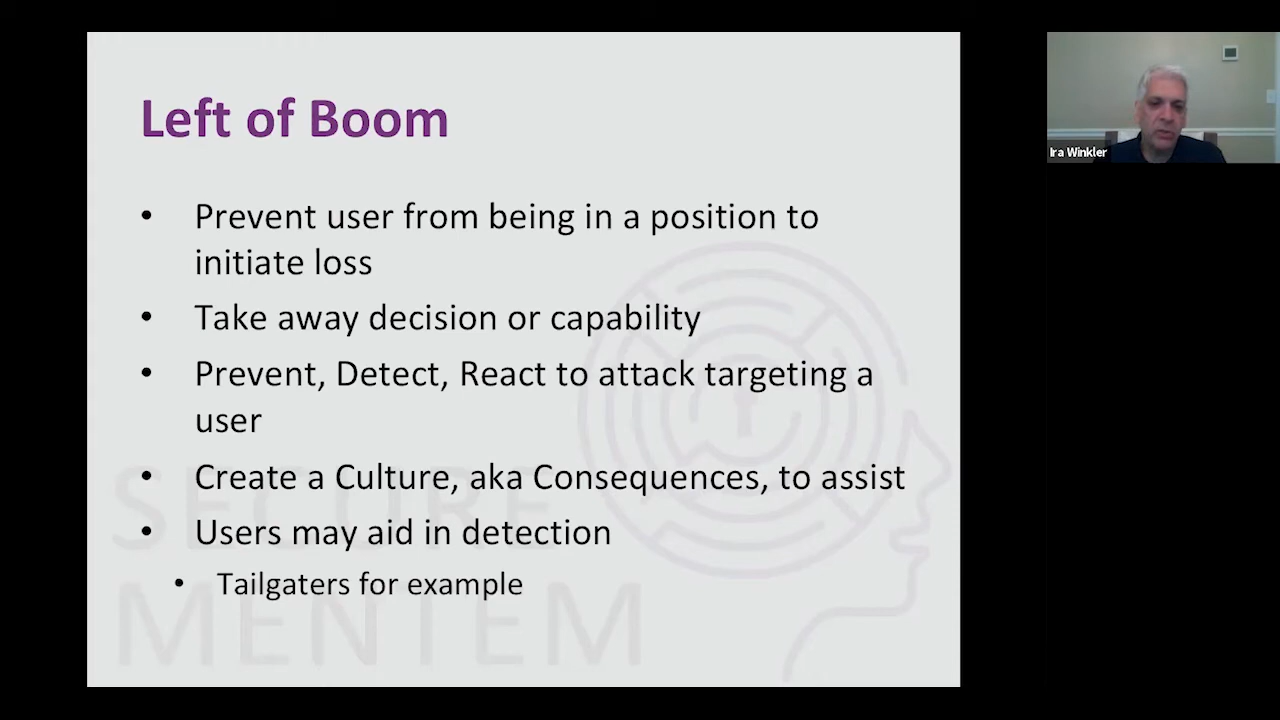 Left of Boom
• Prevent user from being in a position to
initiate loss
• Take away decision or capability
• Prevent, Detect, React to attack targeting a
user
• Create a Culture, aka Consequences, to assist
• Users may aid in detection
• Tailgaters for example
SECURE
MENTEM
Ira Winkler